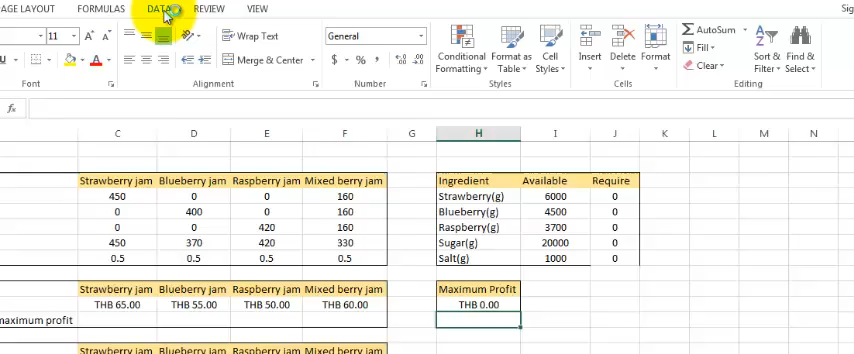 AGE LAYOUT FORMULAS DATA REVIEW VIEW Sig
11 A A Wrap Text General AutoSum
U A Merge & Center $ % , .00 .0 Conditional Formatting Format as Table Cell Styles Insert Delete Format Fill Clear Sort & Filter Find & Select
Font Alignment Number Styles Cells Editing
fx
C D E F G H I J K L M N
Strawberry jam Blueberry jam Raspberry jam Mixed berry jam Ingredient Available Require
450 0 0 160 Strawberry(g) 6000 0
0 400 0 160 Blueberry(g) 4500 0
0 0 420 160 Raspberry(g) 3700 0
450 370 420 330 Sugar(g) 20000 0
0.5 0.5 0.5 0.5 Salt(g) 1000 0
Strawberry jam Blueberry jam Raspberry jam Mixed berry jam Maximum Profit
THB 65.00 THB 55.00 THB 50.00 THB 60.00 THB 0.00
maximum profit
Strawberry jam Blueberry jam Raspberry jam Mixed berry jam